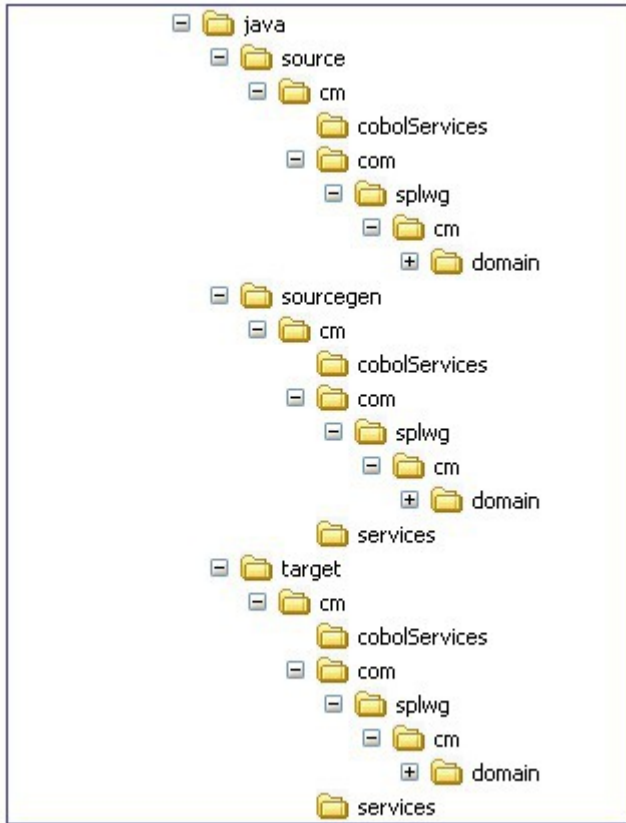 java
source
cm
cobolServices
com
splwg
cm
domain
sourcegen
cm
cobolServices
com
splwg
cm
domain
services
target
cm
cobolServices
com
splwg
cm
domain
services